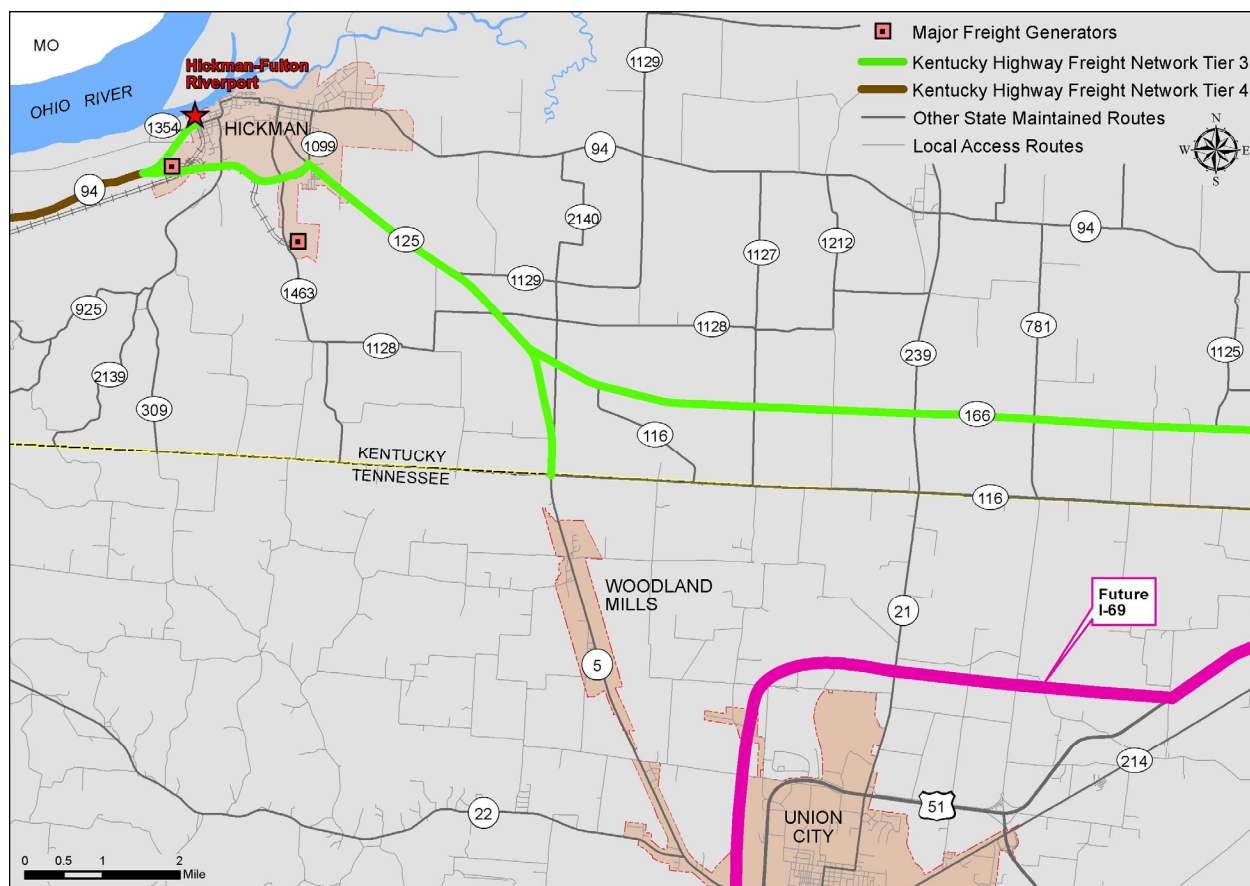 MO
OHIO RIVER
Hickman-Fulton
Riverport
HICKMAN
1354
1099
94
94
1129
Major Freight Generators
Kentucky Highway Freight Network Tier 3
Kentucky Highway Freight Network Tier 4
Other State Maintained Routes
Local Access Routes
N
W
E
S
125
2140
1127
1212
94
1129
1463
925
1128
1128
239
781
1125
2139
309
166
116
KENTUCKY
TENNESSEE
116
WOODLAND
MILLS
Future
I-69
21
5
214
51
22
UNION
CITY
0 0.5 1 2
Mile